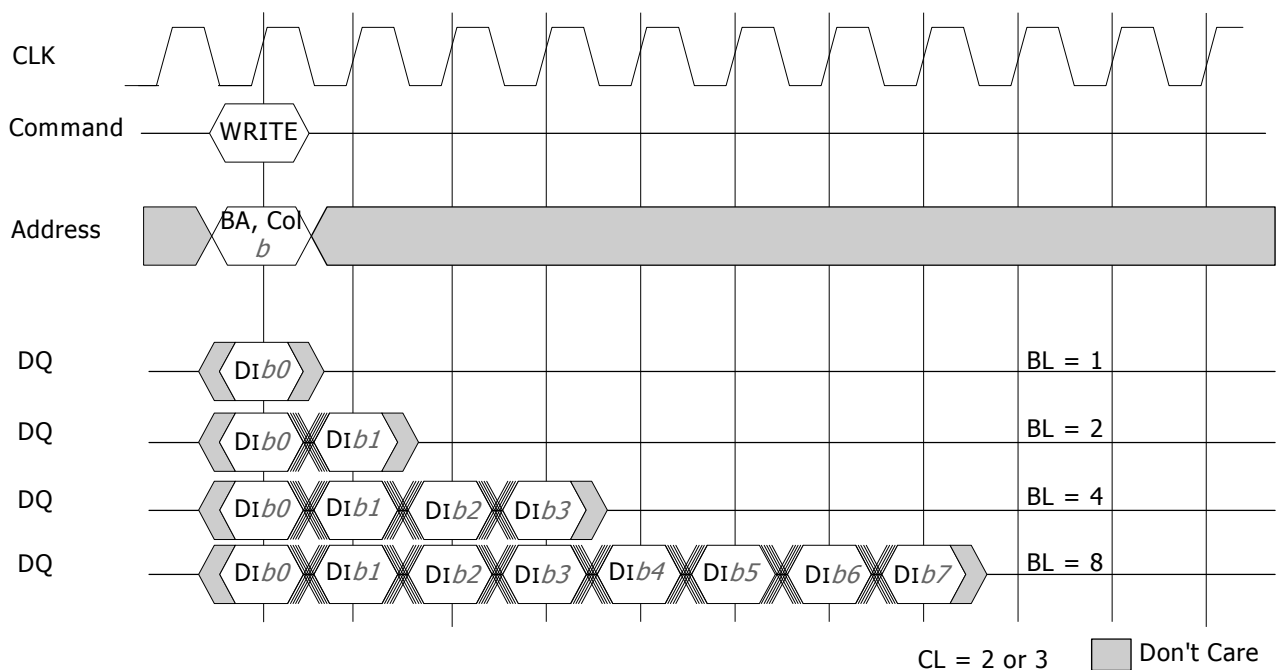 CLK
Command WRITE
Address BA, Col
b
DQ DIb0 BL = 1
DQ DIb0 DIb1 BL = 2
DQ DIb0 DIb1 DIb2 DIb3 BL = 4
DQ DIb0 DIb1 DIb2 DIb3 DIb4 DIb5 DIb6 DIb7 BL = 8
CL = 2 or 3 Don't Care